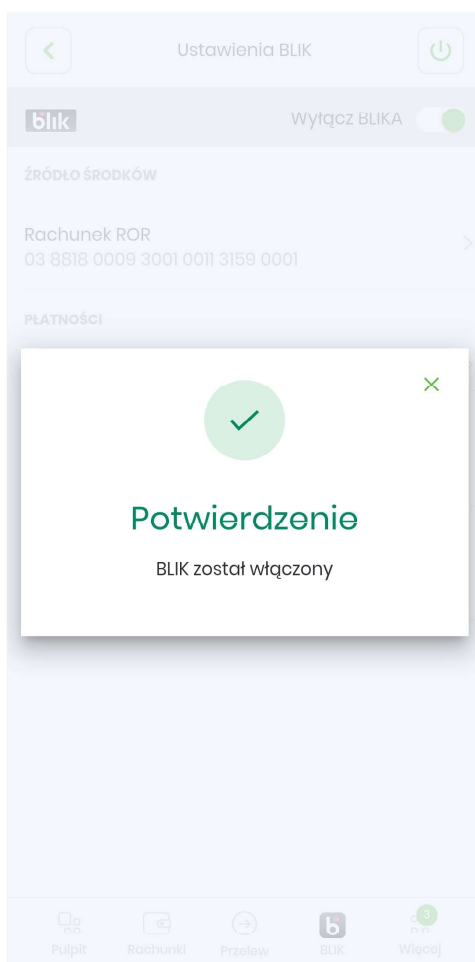 Ustawienia BLIK
blik
Wyłącz BLIKA
ŹRÓDŁO ŚRODKÓW
Rachunek ROR
03 8818 0009 3001 0011 3159 0001
PŁATNOŚCI
Potwierdzenie
BLIK został włączony
3
Pulpit
Rachunki
Przelew
BLIK
Więcej